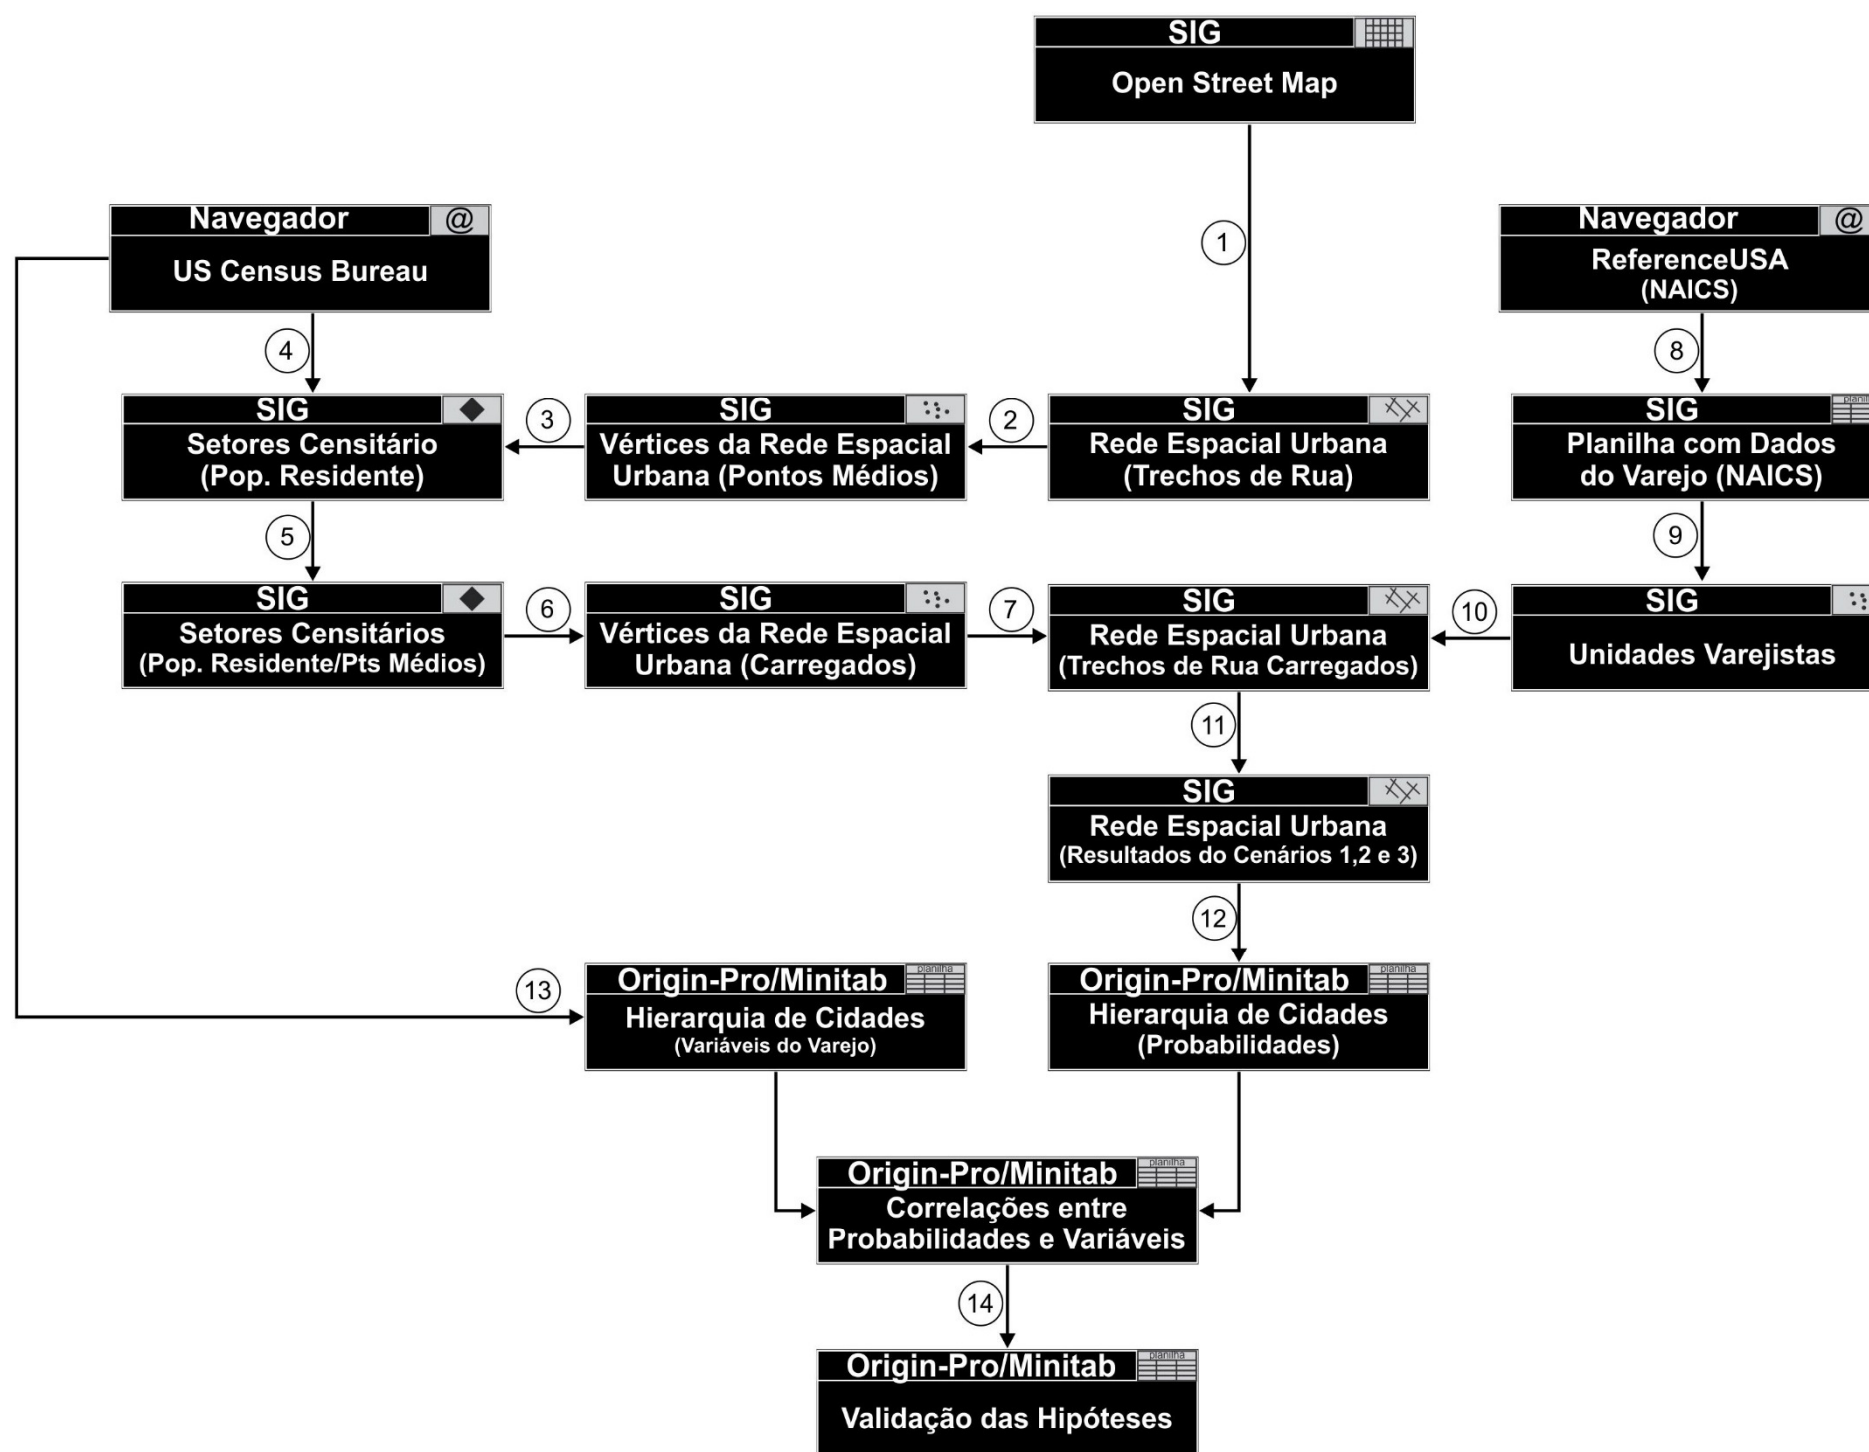 SIG
Open Street Map
1
Navegador
@
US Census Bureau
Navegador
@
ReferenceUSA
(NAICS)
4
8
SIG
Setores Censitário
(Pop. Residente)
3
SIG
Vértices da Rede Espacial
Urbana (Pontos Médios)
2
SIG
Rede Espacial Urbana
(Trechos de Rua)
SIG
Planilha com Dados
do Varejo (NAICS)
5
9
SIG
Setores Censitários
(Pop. Residente/Pts Médios)
6
SIG
Vértices da Rede Espacial
Urbana (Carregados)
7
SIG
Rede Espacial Urbana
(Trechos de Rua Carregados)
10
SIG
Unidades Varejistas
11
SIG
Rede Espacial Urbana
(Resultados do Cenários 1,2 e 3)
12
13
Origin-Pro/Minitab
planilha
Hierarquia de Cidades
(Variáveis do Varejo)
Origin-Pro/Minitab
planilha
Hierarquia de Cidades
(Probabilidades)
Origin-Pro/Minitab
planilha
Correlações entre
Probabilidades e Variáveis
14
Origin-Pro/Minitab
planilha
Validação das Hipóteses